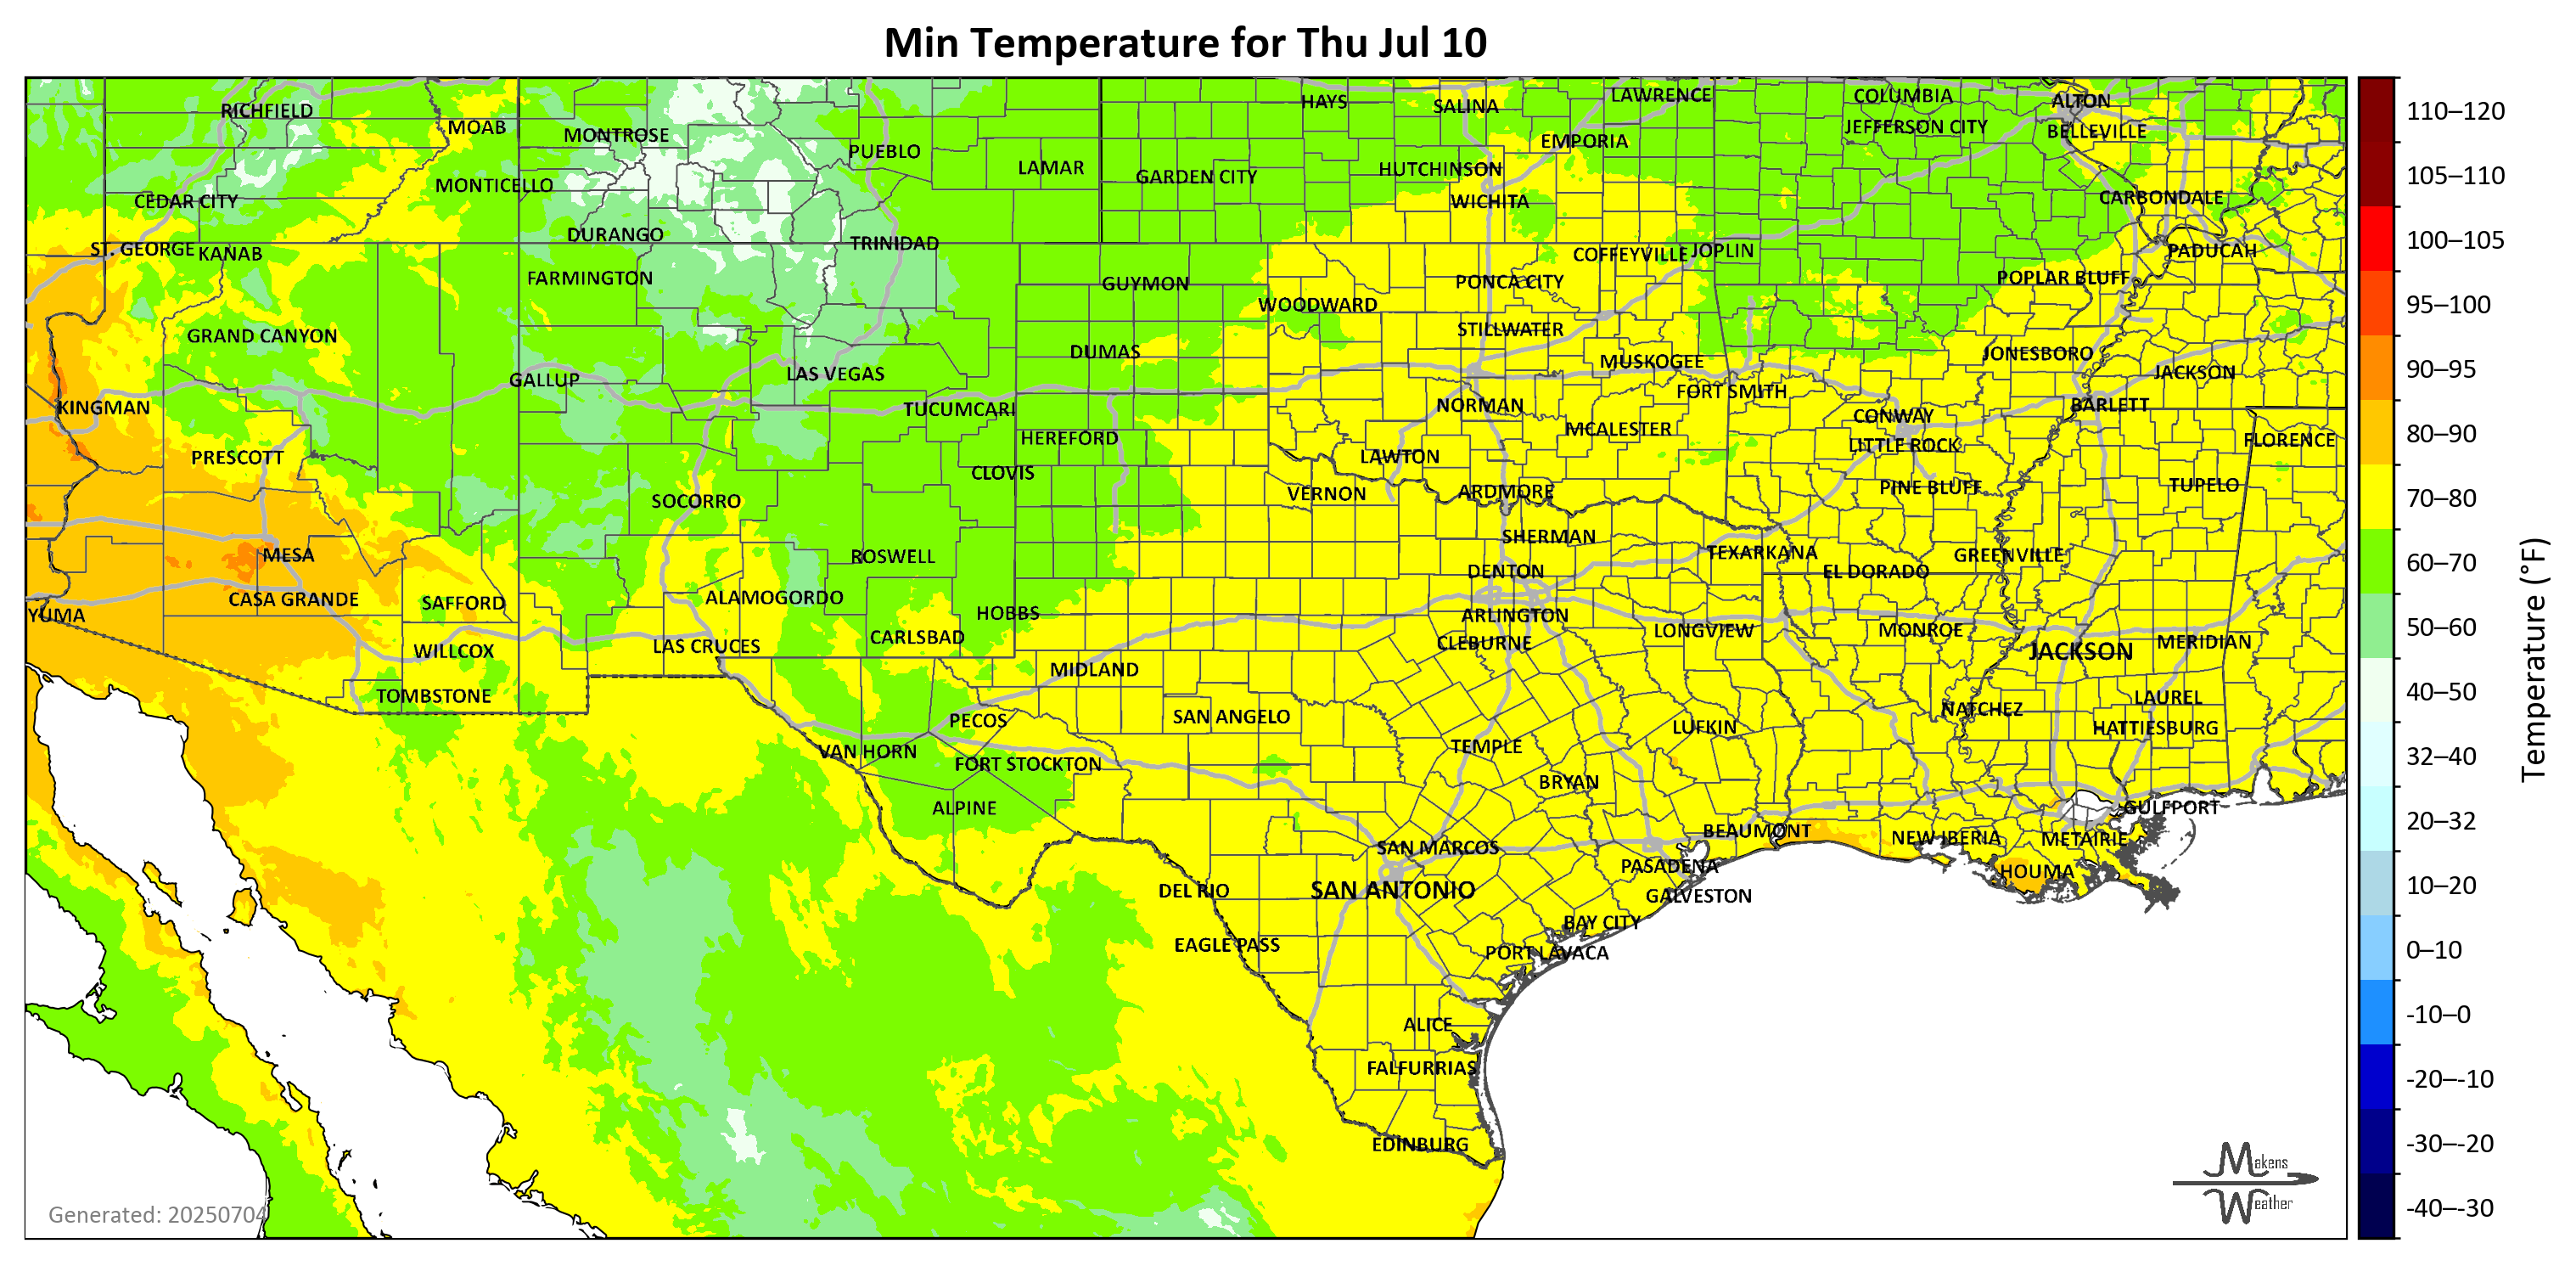 Min Temperature for Thu Jul 10
RICHFIELD
MOAB
MONTROSE
PUEBLO
LAMAR
HAYS
SALINA
LAWRENCE
COLUMBIA
ALTON
GARDEN CITY
HUTCHINSON
EMPORIA
JEFFERSON CITY
BELLEVILLE
CEDAR CITY
MONTICELLO
WICHITA
CARBONDALE
ST. GEORGE
KANAB
DURANGO
TRINIDAD
COFFEYVILLE
JOPLIN
PADUCAH
FARMINGTON
GUYMON
PONCA CITY
POPLAR BLUFF
WOODWARD
GRAND CANYON
DUMAS
STILLWATER
JONESBORO
GALLUP
LAS VEGAS
MUSKOGEE
JACKSON
KINGMAN
TUCUMCARI
NORMAN
FORT SMITH
BARLETT
HEREFORD
MCALESTER
CONWAY
FLORENCE
PRESCOTT
CLOVIS
LAWTON
LITTLE ROCK
SOCORRO
VERNON
ARDMORE
PINE BLUFF
TUPELO
MESA
ROSWELL
SHERMAN
TEXARKANA
GREENVILLE
CASA GRANDE
SAFFORD
ALAMOGORDO
HOBBS
DENTON
EL DORADO
YUMA
CARLSBAD
ARLINGTON
WILLCOX
LAS CRUCES
CLEBURNE
LONGVIEW
MONROE
JACKSON
MERIDIAN
TOMBSTONE
MIDLAND
PECOS
SAN ANGELO
LUFKIN
NATCHEZ
LAUREL
VAN HORN
FORT STOCKTON
TEMPLE
HATTIESBURG
ALPINE
BRYAN
GULFPORT
BEAUMONT
NEW IBERIA
METAIRIE
SAN MARCOS
PASADENA
HOUMA
DEL RIO
SAN ANTONIO
GALVESTON
EAGLE PASS
BAY CITY
PORT LAVACA
ALICE
FALFURRIAS
EDINBURG
Generated: 20250704
Makens
Weather
110–120
105–110
100–105
95–100
90–95
80–90
70–80
60–70
50–60
40–50
32–40
20–32
10–20
0–10
-10–0
-20–-10
-30–-20
-40–-30
Temperature (°F)